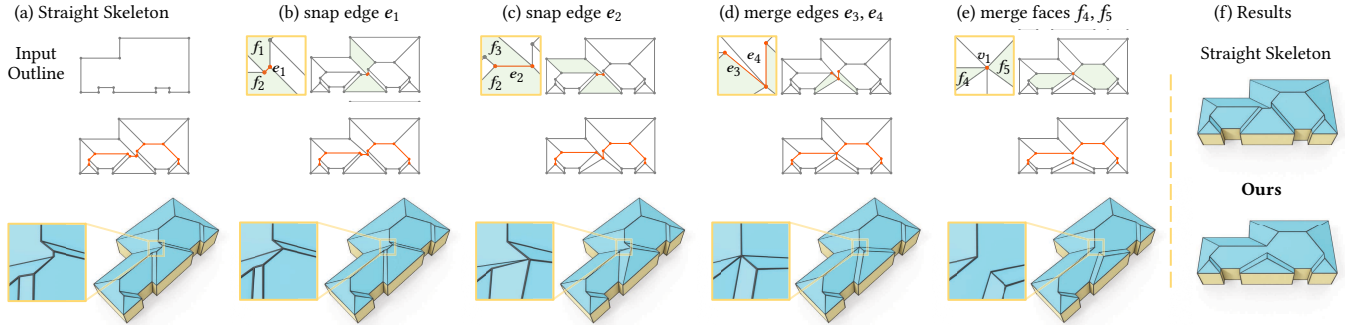 (a) Straight Skeleton
(b) snap edge e1
(c) snap edge e2
(d) merge edges e3, e4
(e) merge faces f4, f5
(f) Results
Input
Outline
f1
e1
f2
f3
e2
f2
e4
e3
v1
f4
f5
Straight Skeleton
Ours